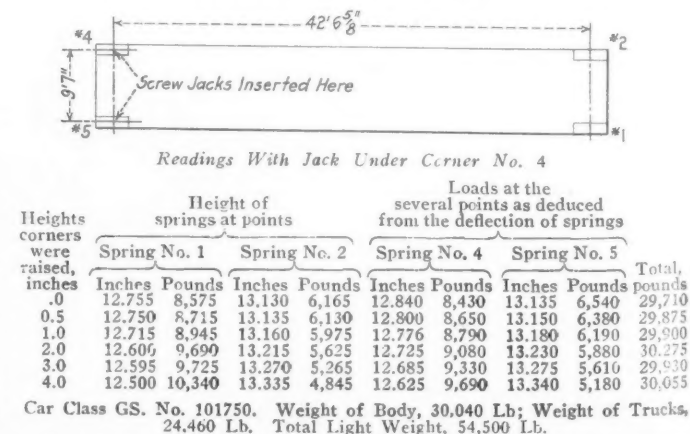 42'6 5/8"
#4
#2
9'7"
Screw Jacks Inserted Here
#5
#1
Readings With Jack Under Corner No. 4
Heights corners were raised, inches
Height of springs at points
Loads at the several points as deduced from the deflection of springs
Spring No. 1 Spring No. 2 Spring No. 4 Spring No. 5
Inches Pounds Inches Pounds Inches Pounds Inches Pounds Total, pounds
.0 12.755 8,575 13.130 6,165 12.840 8,430 13.135 6,540 29,710
0.5 12.750 8,715 13.135 6,130 12.800 8,650 13.150 6,380 29,875
1.0 12.715 8,945 13.160 5,975 12.776 8,790 13.180 6,190 29,900
2.0 12.600 9,690 13.215 5,625 12.725 9,080 13.230 5,880 30.275
3.0 12.595 9,725 13.270 5,265 12.685 9,330 13.275 5,610 29,930
4.0 12.500 10,340 13.335 4,845 12.625 9,690 13.340 5,180 30,055
Car Class GS. No. 101750. Weight of Body, 30,040 Lb; Weight of Trucks,
24,460 Lb. Total Light Weight, 54,500 Lb.